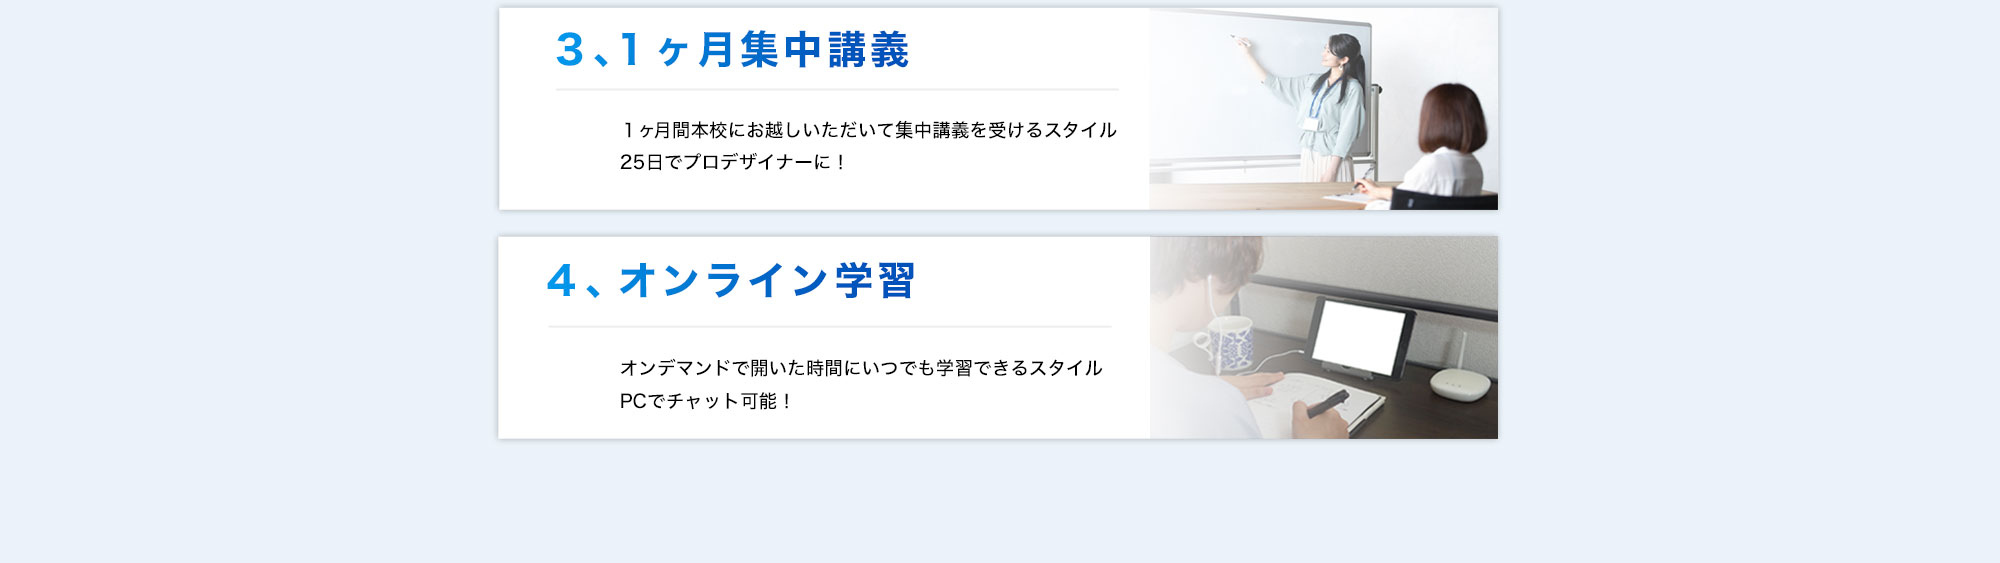 ３、１ヶ月集中講義
１ヶ月間本校にお越しいただいて集中講義を受けるスタイル
25日でプロデザイナーに！
４、オンライン学習
オンデマンドで開いた時間にいつでも学習できるスタイル
PCでチャット可能！